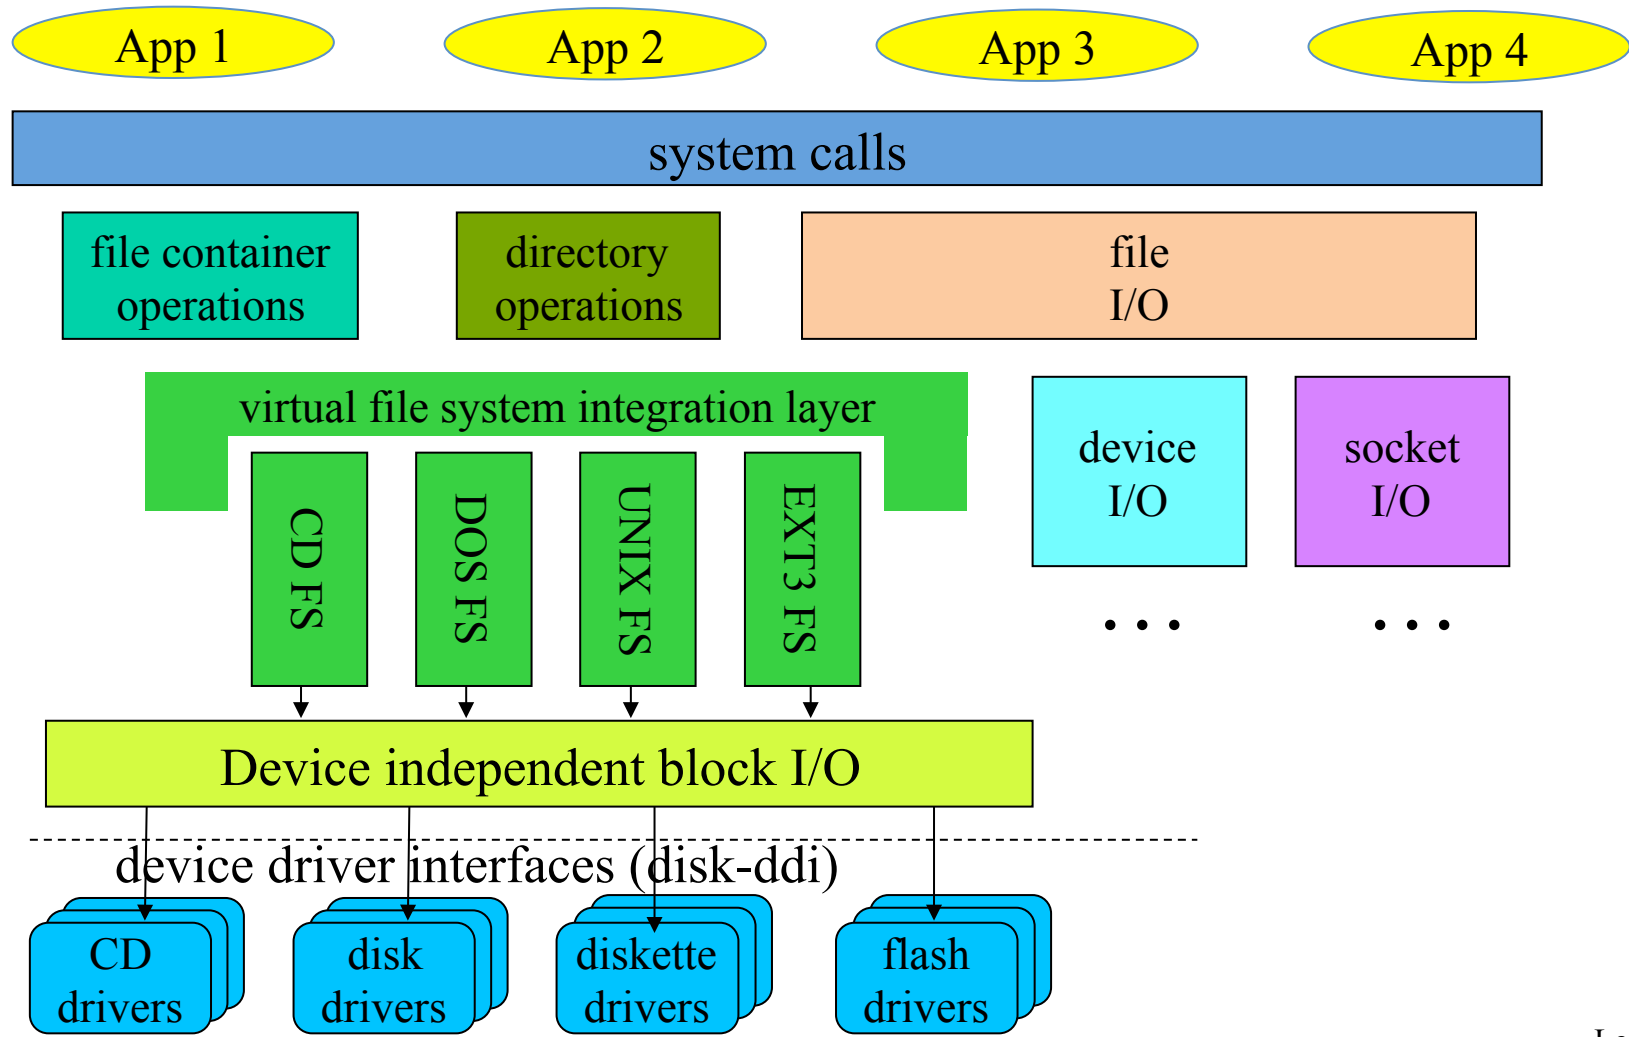 App 1
App 2
App 3
App 4
system calls
file container
operations
directory
operations
file
I/O
virtual file system integration layer
device
I/O
socket
I/O
CD FS
DOS FS
UNIX FS
EXT3 FS
. . .
. . .
Device independent block I/O
device driver interfaces (disk-ddi)
CD
drivers
disk
drivers
diskette
drivers
flash
drivers